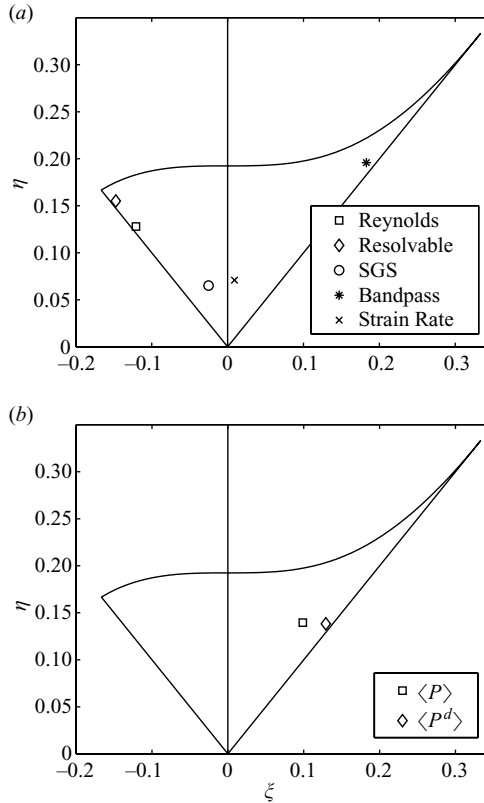 (a)
0.30
0.25
0.20
η
0.15
0.10
0.05
0
Reynolds
Resolvable
SGS
Bandpass
Strain Rate
–0.2 –0.1 0 0.1 0.2 0.3
(b)
0.30
0.25
0.20
η
0.15
0.10
0.05
0
⟨P⟩
⟨Pᵈ⟩
–0.2 –0.1 0 0.1 0.2 0.3
ξ